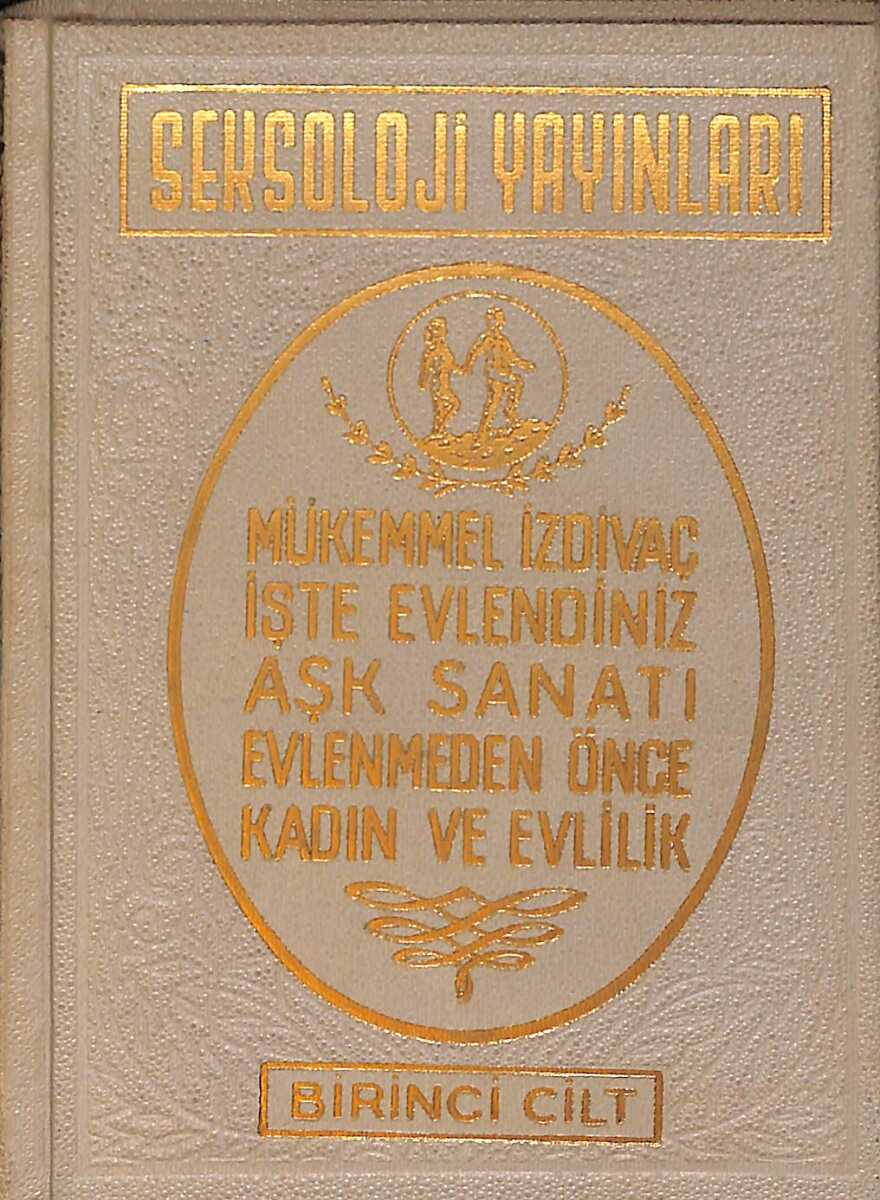 SEKSOLOJİ YAYINLARI
MÜKEMMEL İZDİVAÇ
İŞTE EVLENDİNİZ
AŞK SANATI
EVLENMEDEN ÖNCE
KADIN VE EVLİLİK
BİRİNCİ CİLT